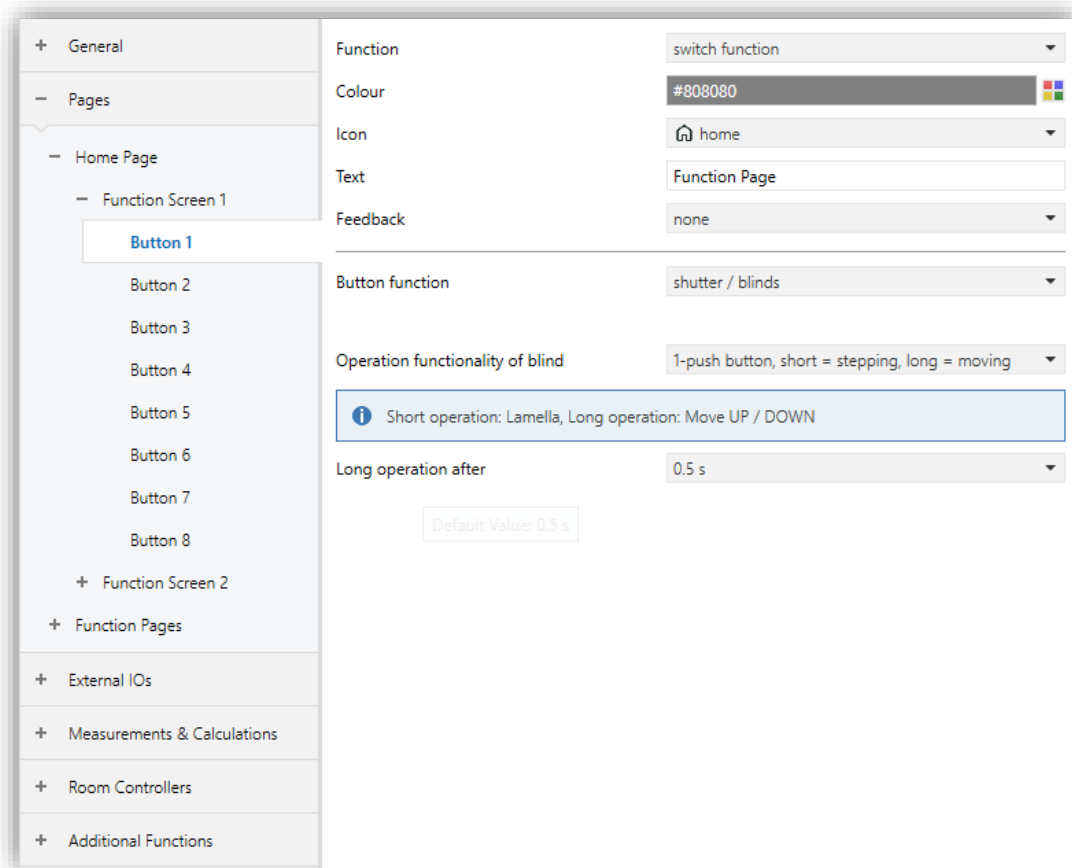 General
Pages
Home Page
Function Screen 1
Button 1
Button 2
Button 3
Button 4
Button 5
Button 6
Button 7
Button 8
Function Screen 2
Function Pages
External IOs
Measurements & Calculations
Room Controllers
Additional Functions
Function switch function
Colour #808080
Icon home
Text Function Page
Feedback none
Button function shutter / blinds
Operation functionality of blind 1-push button, short = stepping, long = moving
Short operation: Lamella, Long operation: Move UP / DOWN
Long operation after 0.5 s
Default Value: 0.5 s